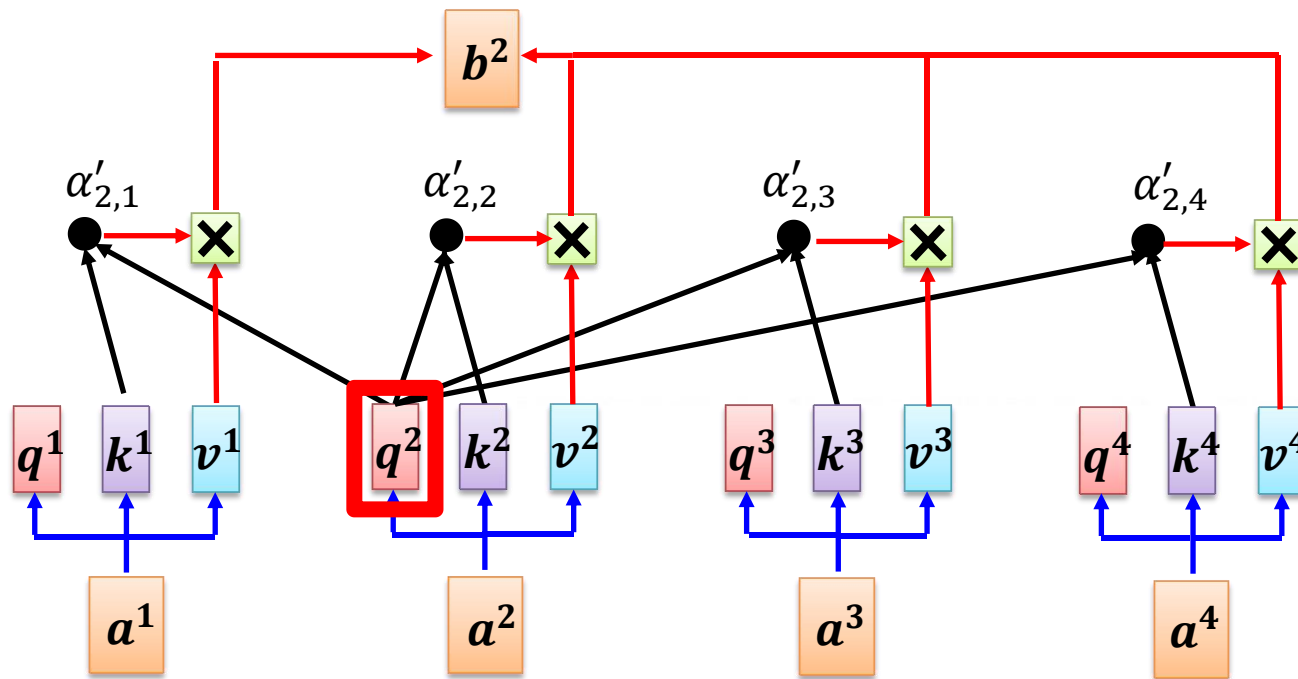 b²
α′₂,₁ α′₂,₂ α′₂,₃ α′₂,₄
q¹ k¹ v¹ q² k² v² q³ k³ v³ q⁴ k⁴ v⁴
a¹ a² a³ a⁴